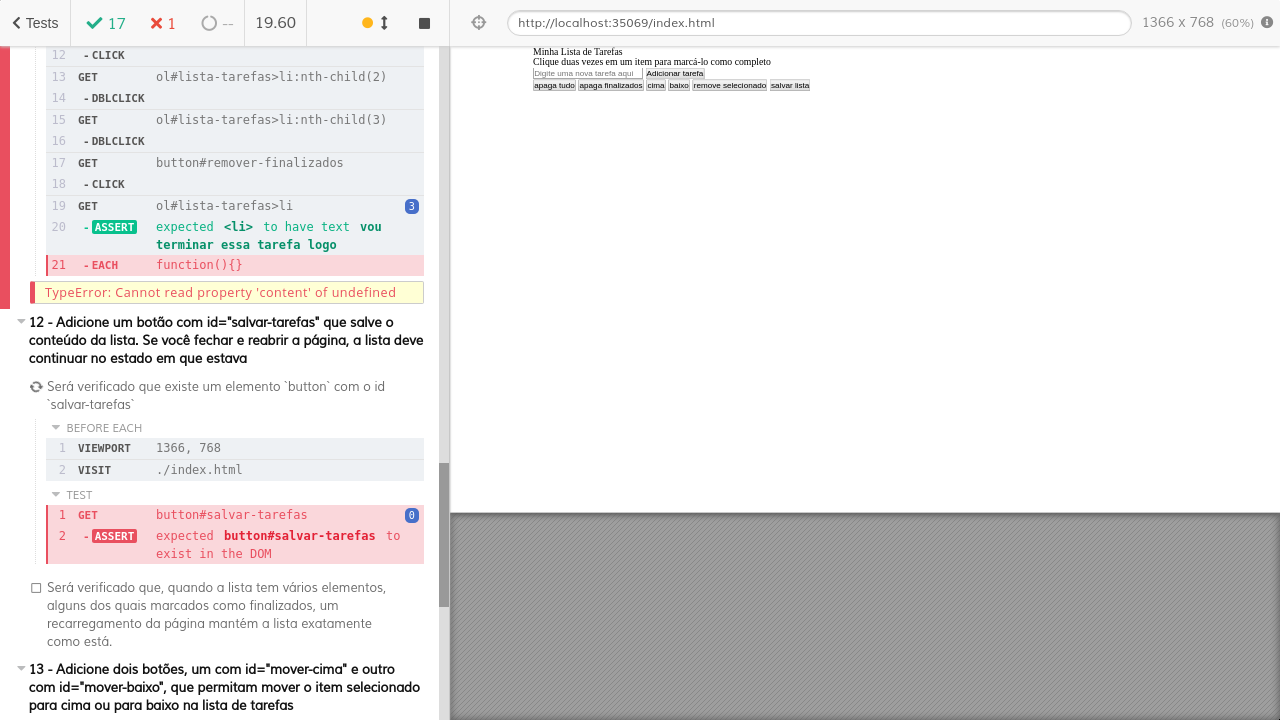 Tests
17
1
--
19.60
http://localhost:35069/index.html
1366 x 768 (60%)
12 - CLICK
13 GET ol#lista-tarefas>li:nth-child(2)
14 - DBLCLICK
15 GET ol#lista-tarefas>li:nth-child(3)
16 - DBLCLICK
17 GET button#remover-finalizados
18 - CLICK
19 GET ol#lista-tarefas>li 3
20 - ASSERT expected <li> to have text vou
terminar essa tarefa logo
21 - EACH function(){}
TypeError: Cannot read property 'content' of undefined
12 - Adicione um botão com id="salvar-tarefas" que salve o
conteúdo da lista. Se você fechar e reabrir a página, a lista deve
continuar no estado em que estava
Será verificado que existe um elemento `button` com o id
`salvar-tarefas`
BEFORE EACH
1 VIEWPORT 1366, 768
2 VISIT ./index.html
TEST
1 GET button#salvar-tarefas 0
2 - ASSERT expected button#salvar-tarefas to
exist in the DOM
Será verificado que, quando a lista tem vários elementos,
alguns dos quais marcados como finalizados, um
recarregamento da página mantém a lista exatamente
como está.
13 - Adicione dois botões, um com id="mover-cima" e outro
com id="mover-baixo", que permitam mover o item selecionado
para cima ou para baixo na lista de tarefas
Minha Lista de Tarefas
Clique duas vezes em um item para marcá-lo como completo
Digite uma nova tarefa aqui Adicionar tarefa
apaga tudo apaga finalizados cima baixo remove selecionado salvar lista